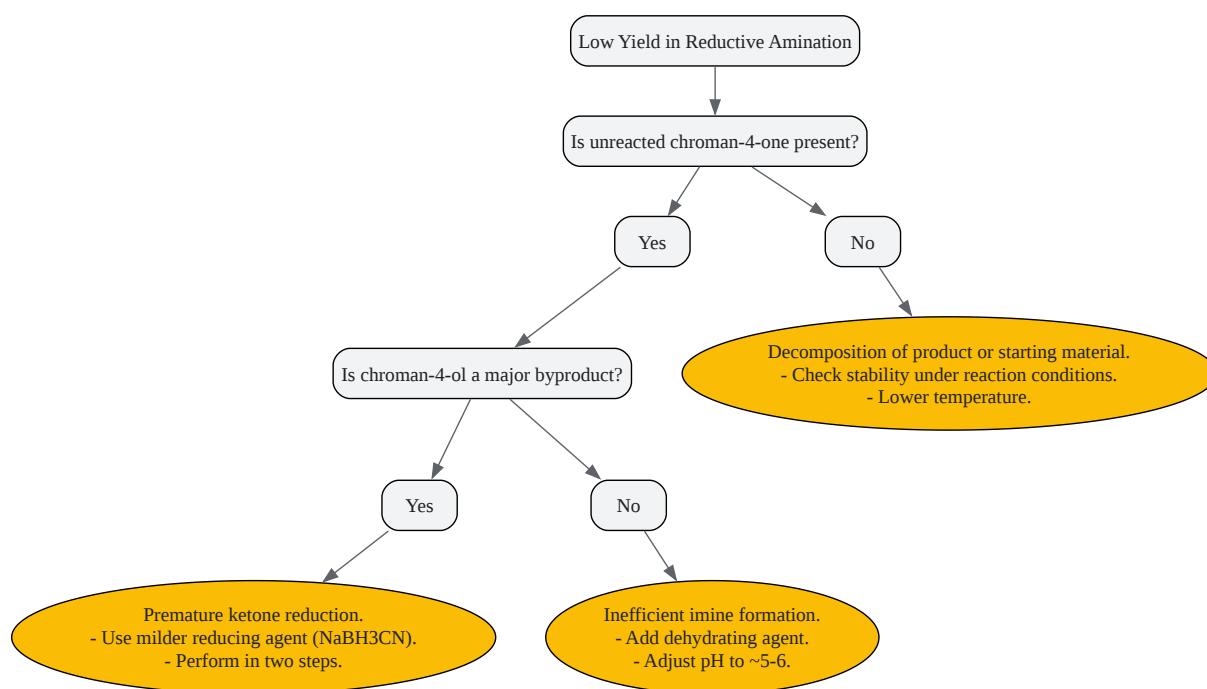 Low Yield in Reductive Amination
Is unreacted chroman-4-one present?
Yes
No
Is chroman-4-ol a major byproduct?
Decomposition of product or starting material.
- Check stability under reaction conditions.
- Lower temperature.
Yes
No
Premature ketone reduction.
- Use milder reducing agent (NaBH3CN).
- Perform in two steps.
Inefficient imine formation.
- Add dehydrating agent.
- Adjust pH to ~5-6.